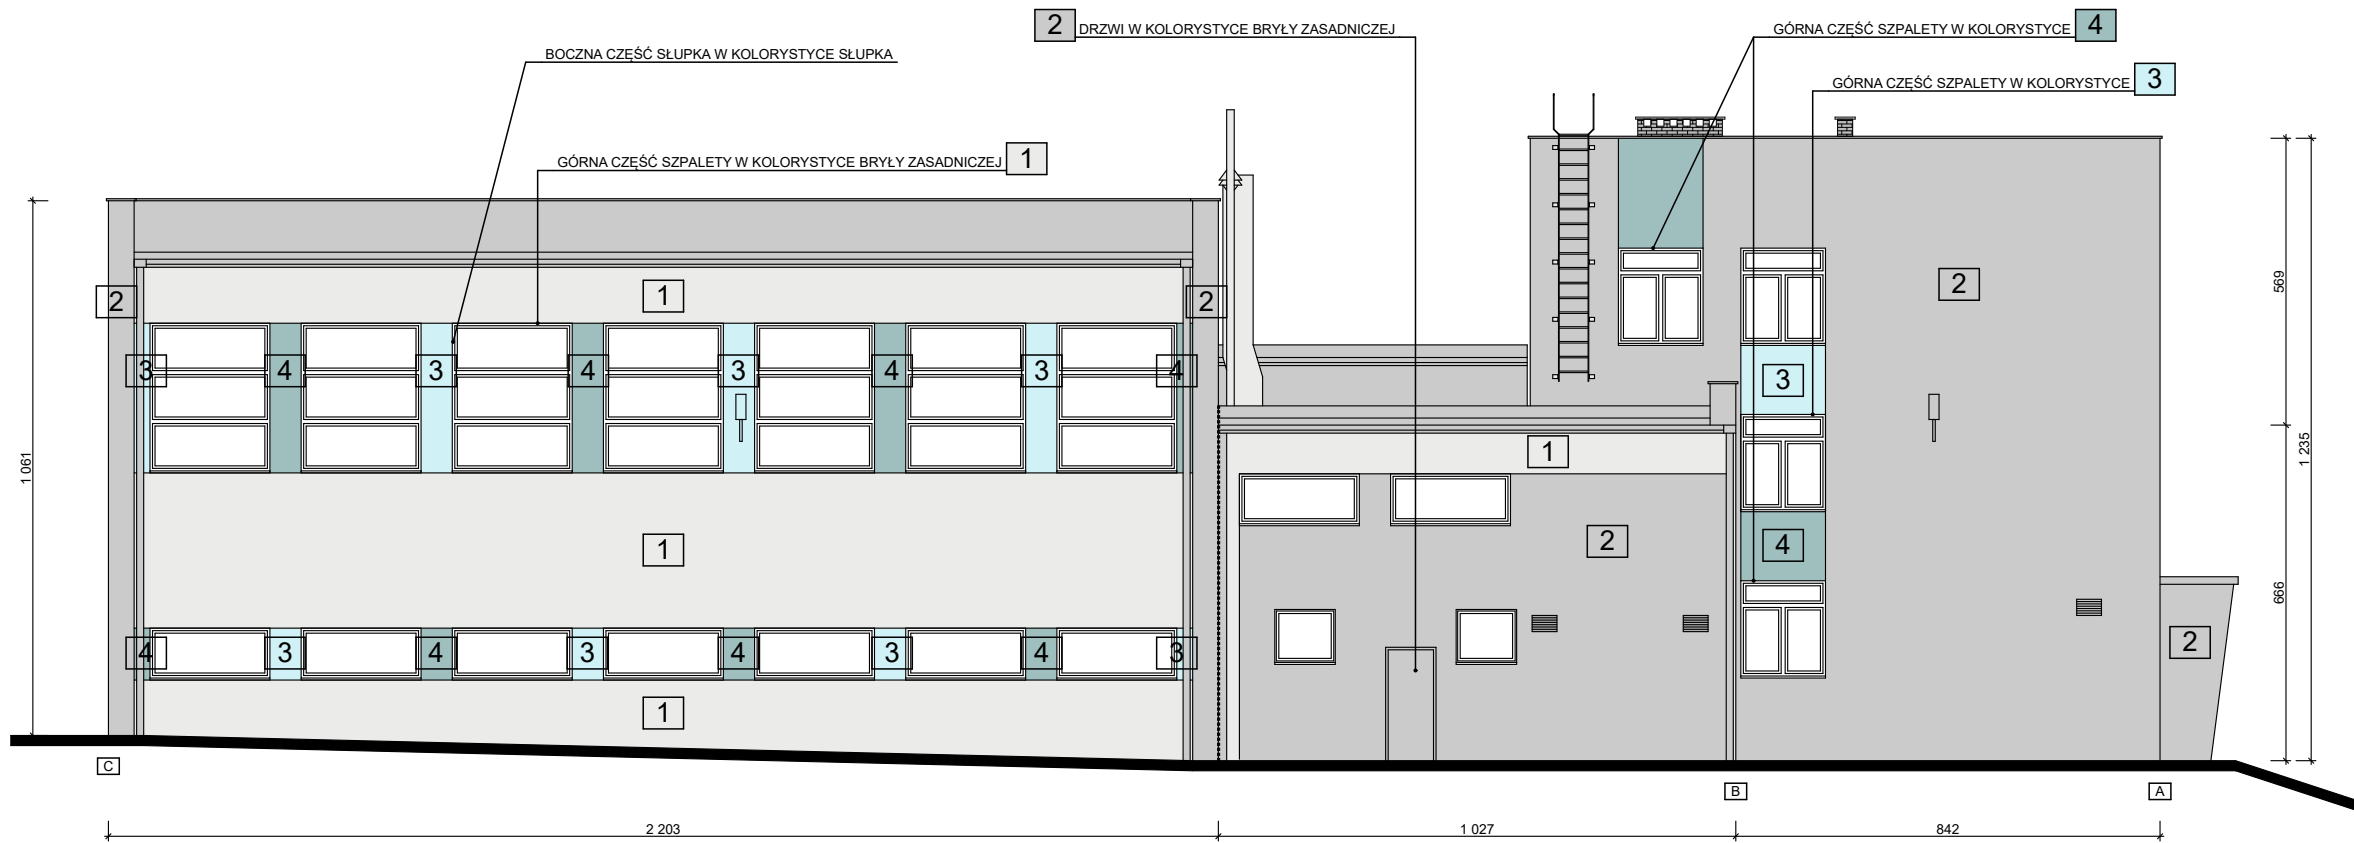 2 DRZWI W KOLORYSTYCE BRYŁY ZASADNICZEJ
GÓRNA CZĘŚĆ SZPALETY W KOLORYSTYCE 4
BOCZNA CZĘŚĆ SŁUPKA W KOLORYSTYCE SŁUPKA
GÓRNA CZĘŚĆ SZPALETY W KOLORYSTYCE 3
GÓRNA CZĘŚĆ SZPALETY W KOLORYSTYCE BRYŁY ZASADNICZEJ 1
2 1 2 2
569
3 4 3 4 3 4 3 4
3
1 061
1 235
1
1 2 4
666
4 3 4 3 4 3 4 3
2
1
C
B A
2 203 1 027 842